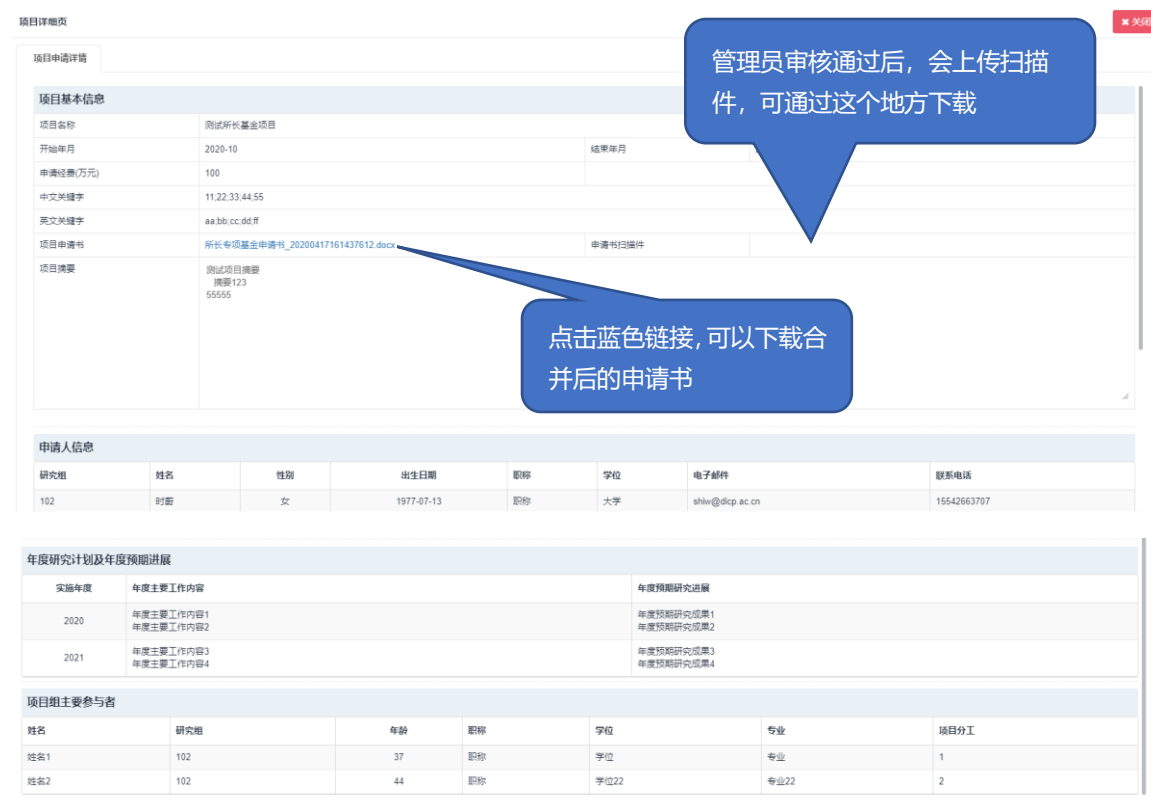 项目详细页
✖ 关闭
项目申请详情
管理员审核通过后，会上传扫描
件，可通过这个地方下载
项目基本信息
项目名称 测试所长基金项目
开始年月 2020-10 结束年月
申请经费(万元) 100
中文关键字 11;22;33;44;55
英文关键字 aa;bb;cc;dd;ff
项目申请书 所长专项基金申请书_20200417161437612.docx 申请书扫描件
项目摘要 测试项目摘要
摘要123
55555
点击蓝色链接，可以下载合
并后的申请书
申请人信息
研究组 姓名 性别 出生日期 职称 学位 电子邮件 联系电话
102 时蔚 女 1977-07-13 职称 大学 shiw@dicp.ac.cn 15542663707
年度研究计划及年度预期进展
实施年度 年度主要工作内容 年度预期研究进展
2020 年度主要工作内容1 年度预期研究成果1
年度主要工作内容2 年度预期研究成果2
2021 年度主要工作内容3 年度预期研究成果3
年度主要工作内容4 年度预期研究成果4
项目组主要参与者
姓名 研究组 年龄 职称 学位 专业 项目分工
姓名1 102 37 职称 学位 专业 1
姓名2 102 44 职称 学位22 专业22 2